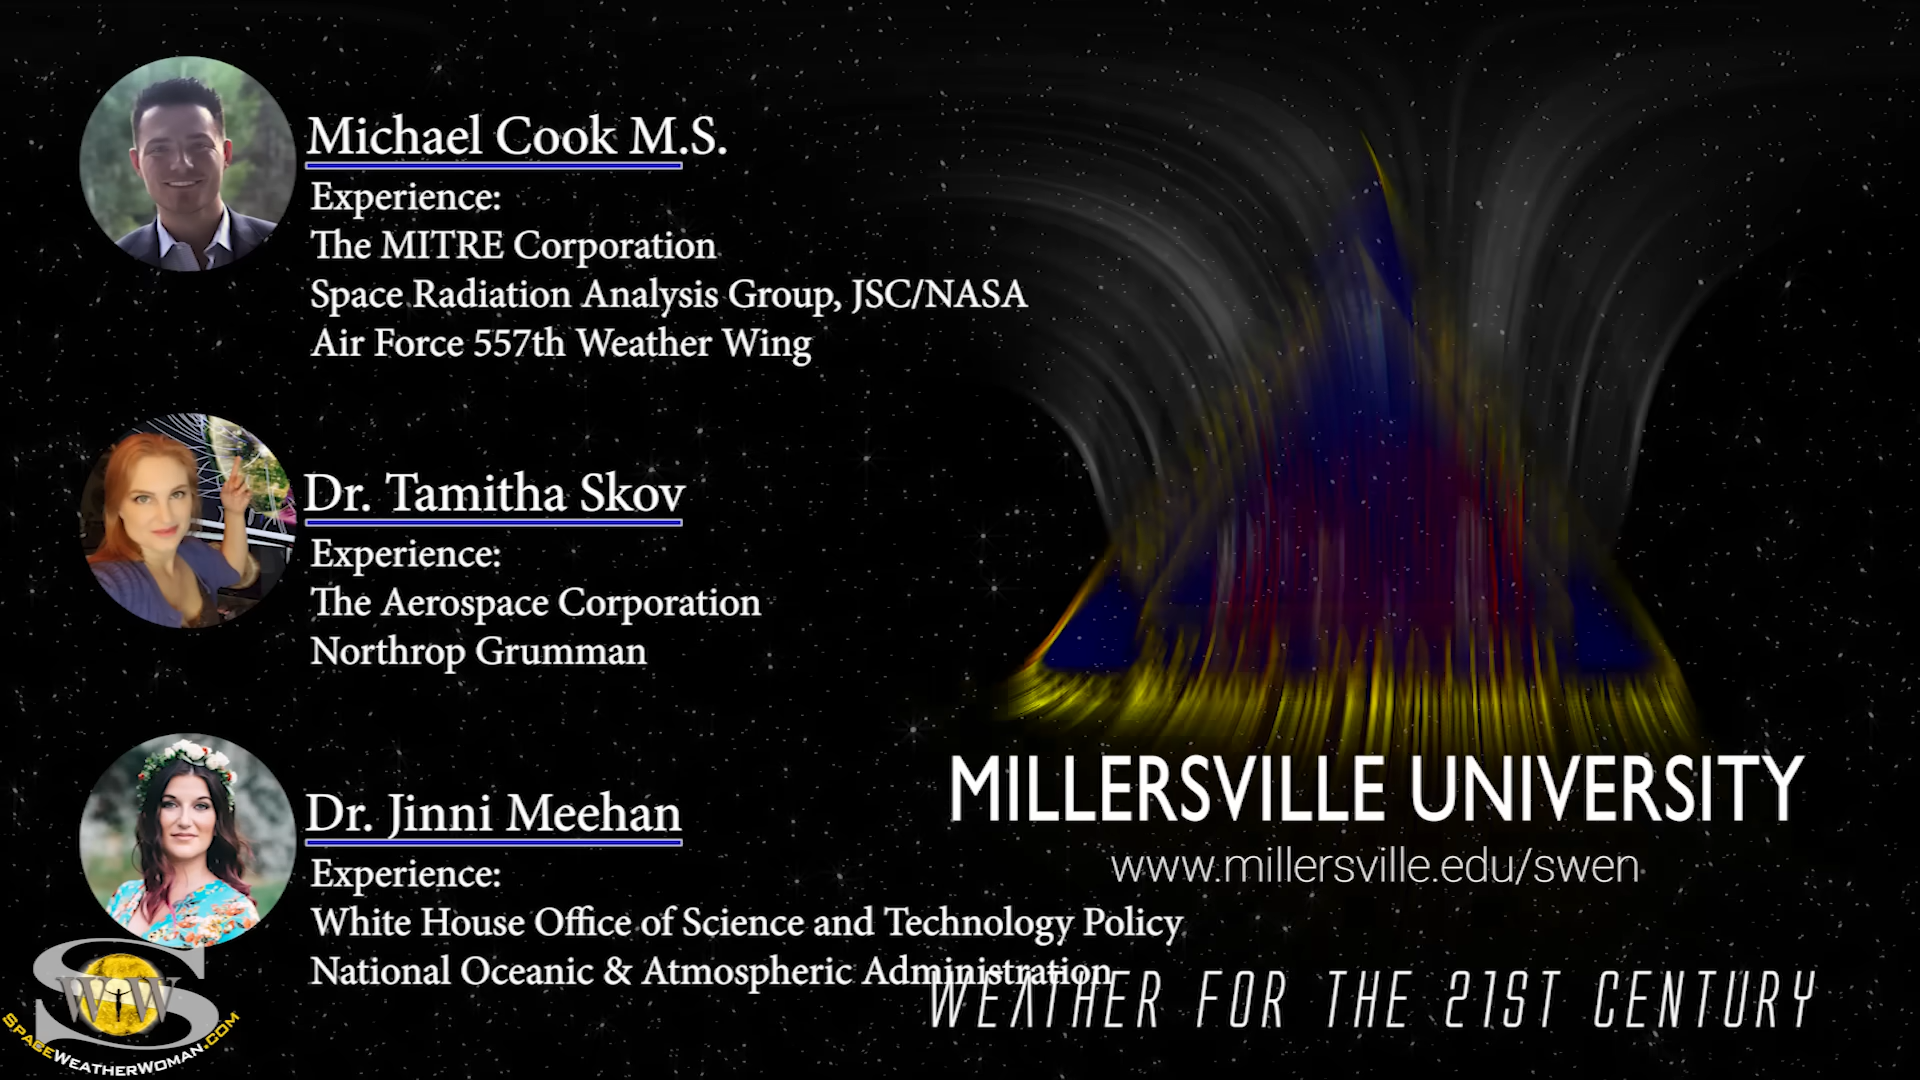 Michael Cook M.S.
Experience:
The MITRE Corporation
Space Radiation Analysis Group, JSC/NASA
Air Force 557th Weather Wing
Dr. Tamitha Skov
Experience:
The Aerospace Corporation
Northrop Grumman
Dr. Jinni Meehan
Experience:
White House Office of Science and Technology Policy
National Oceanic & Atmospheric Administration
MILLERSVILLE UNIVERSITY
www.millersville.edu/swen
WEATHER FOR THE 21ST CENTURY
SWW
SPACEWEATHERWOMAN.COM